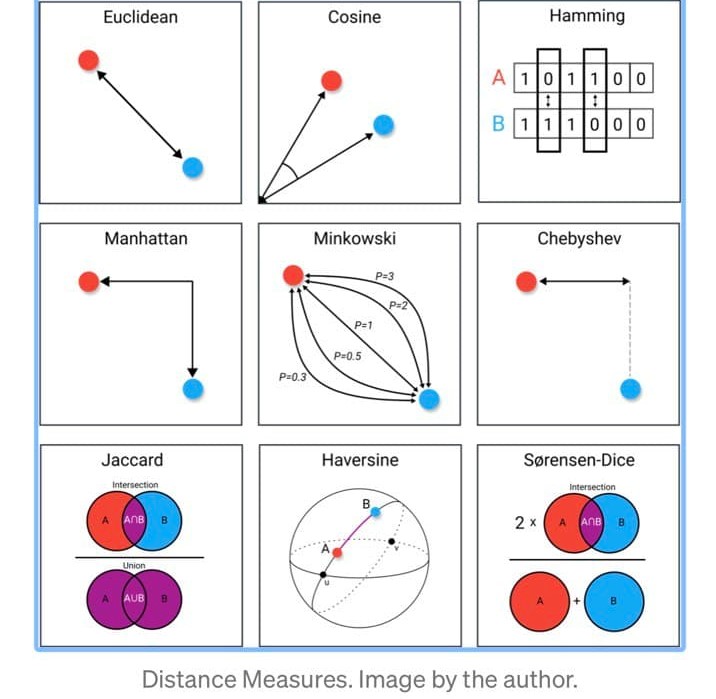 Euclidean
Cosine
Hamming
A 1 0 1 1 0 0
B 1 1 1 0 0 0
Manhattan
Minkowski
P=3
P=2
P=1
P=0.5
P=0.3
Chebyshev
Jaccard
Intersection
A A∩B B
Union
A A∪B B
Haversine
B
A
v
u
Sørensen-Dice
Intersection
2 x A A∩B B
A + B
Distance Measures. Image by the author.